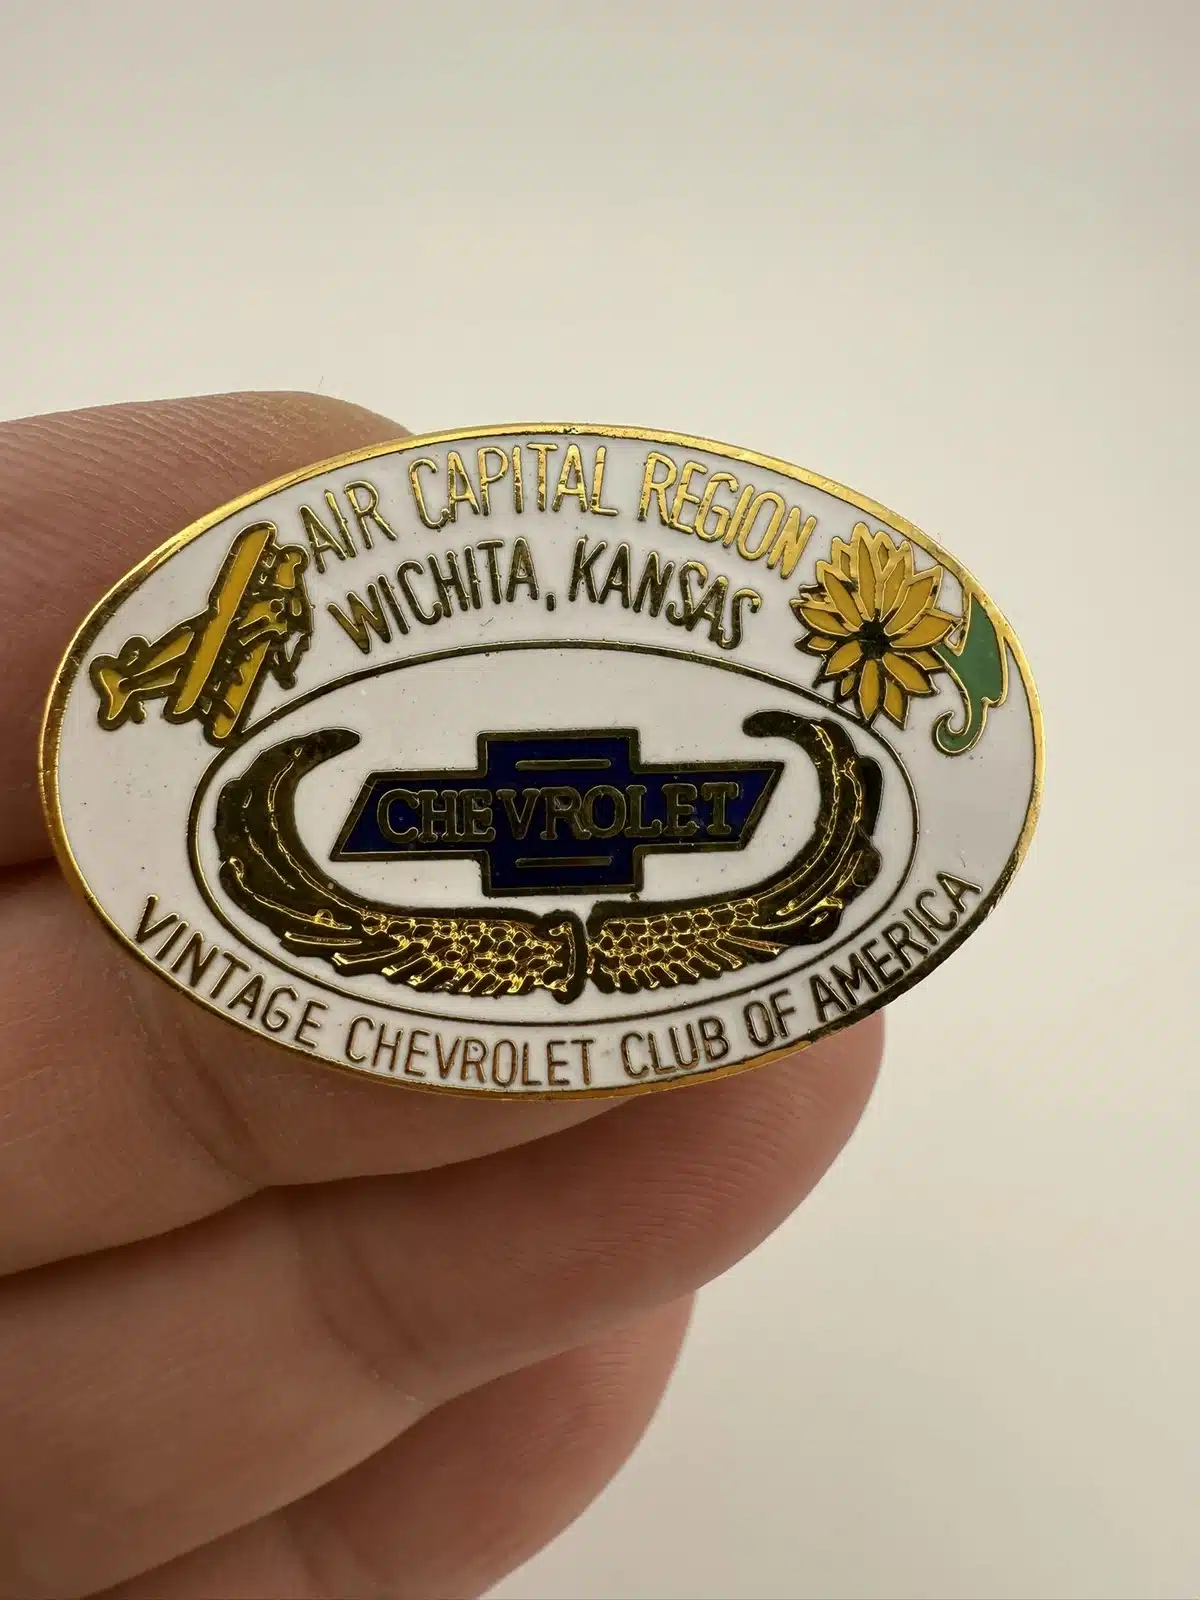 AIR CAPITAL REGION
WICHITA, KANSAS
CHEVROLET
VINTAGE CHEVROLET CLUB OF AMERICA